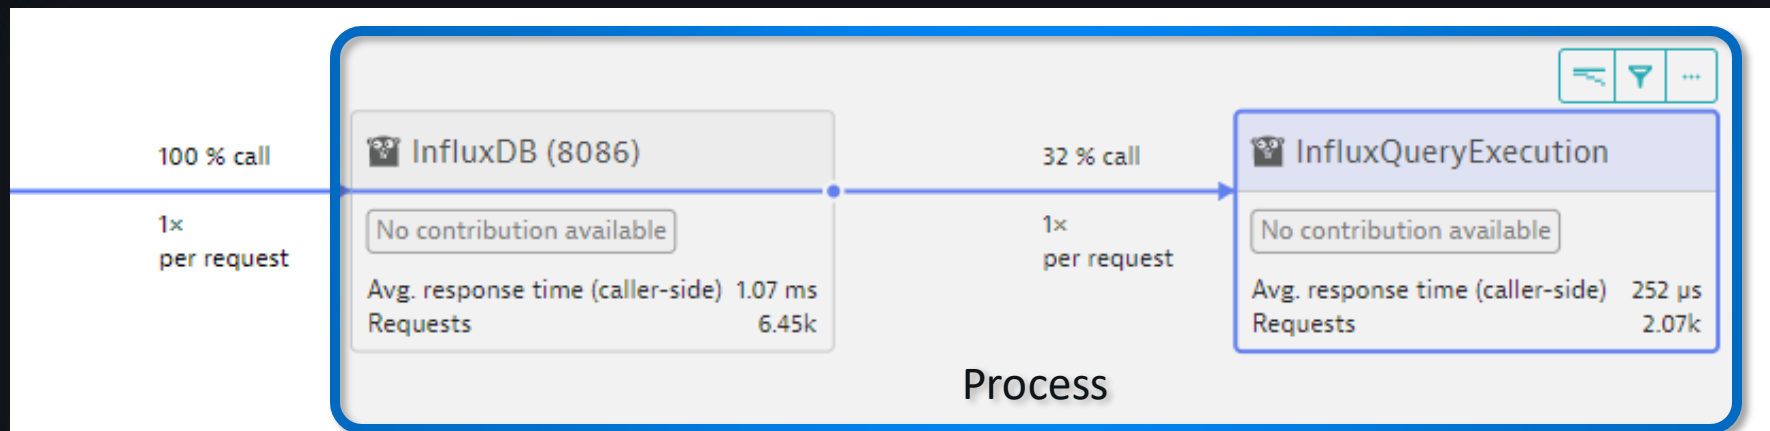 100 % call
1×
per request
InfluxDB (8086)
No contribution available
Avg. response time (caller-side) 1.07 ms
Requests 6.45k
32 % call
1×
per request
InfluxQueryExecution
No contribution available
Avg. response time (caller-side) 252 µs
Requests 2.07k
Process